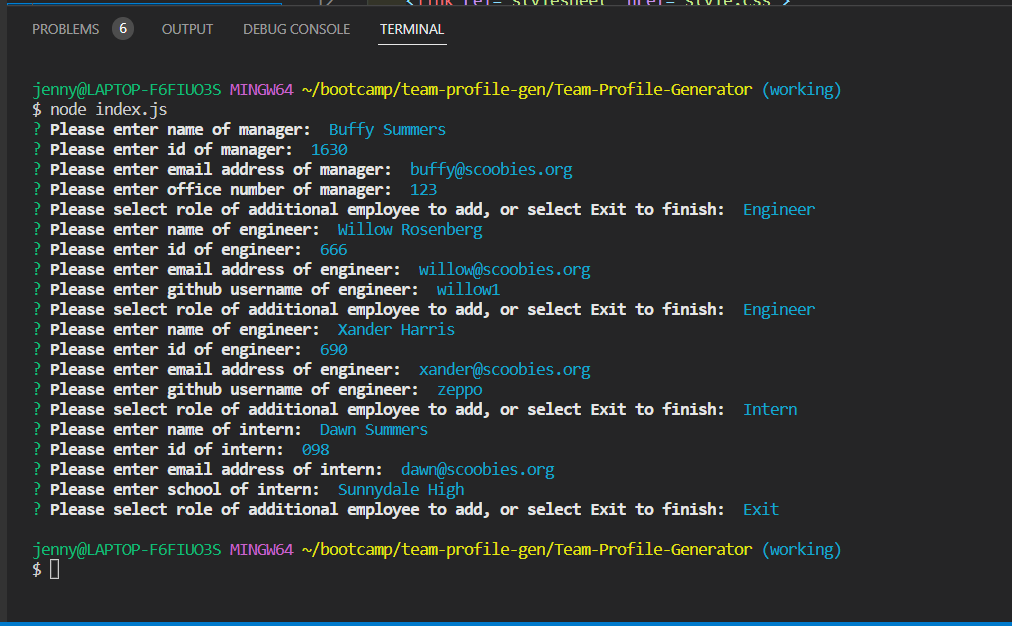 12 <link rel="stylesheet" href="style.css">
PROBLEMS 6 OUTPUT DEBUG CONSOLE TERMINAL
jenny@LAPTOP-F6FIUO3S MINGW64 ~/bootcamp/team-profile-gen/Team-Profile-Generator (working)
$ node index.js
? Please enter name of manager:  Buffy Summers
? Please enter id of manager:  1630
? Please enter email address of manager:  buffy@scoobies.org
? Please enter office number of manager:  123
? Please select role of additional employee to add, or select Exit to finish:  Engineer
? Please enter name of engineer:  Willow Rosenberg
? Please enter id of engineer:  666
? Please enter email address of engineer:  willow@scoobies.org
? Please enter github username of engineer:  willow1
? Please select role of additional employee to add, or select Exit to finish:  Engineer
? Please enter name of engineer:  Xander Harris
? Please enter id of engineer:  690
? Please enter email address of engineer:  xander@scoobies.org
? Please enter github username of engineer:  zeppo
? Please select role of additional employee to add, or select Exit to finish:  Intern
? Please enter name of intern:  Dawn Summers
? Please enter id of intern:  098
? Please enter email address of intern:  dawn@scoobies.org
? Please enter school of intern:  Sunnydale High
? Please select role of additional employee to add, or select Exit to finish:  Exit
jenny@LAPTOP-F6FIUO3S MINGW64 ~/bootcamp/team-profile-gen/Team-Profile-Generator (working)
$